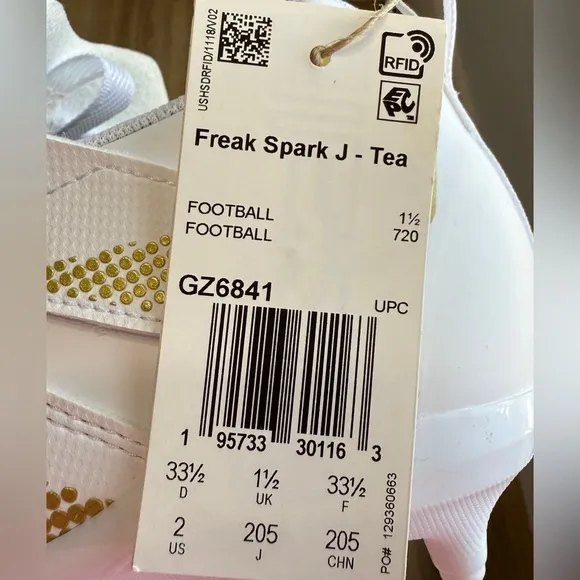 USHSDRFID/1118/V02
RFID
EPC
Freak Spark J - Tea
FOOTBALL 1½
FOOTBALL 720
GZ6841
UPC
1 95733 30116 3
33½ 1½ 33½
D UK F
2 205 205
US J CHN
PO# 129360663